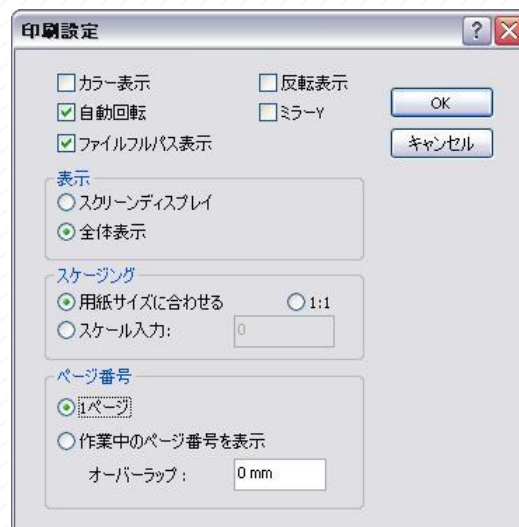 印刷設定
カラー表示 反転表示
自動回転 ミラーY
ファイルフルパス表示
OK
キャンセル
表示
スクリーンディスプレイ
全体表示
スケージング
用紙サイズに合わせる 1:1
スケール入力: 0
ページ番号
1ページ
作業中のページ番号を表示
オーバーラップ: 0 mm